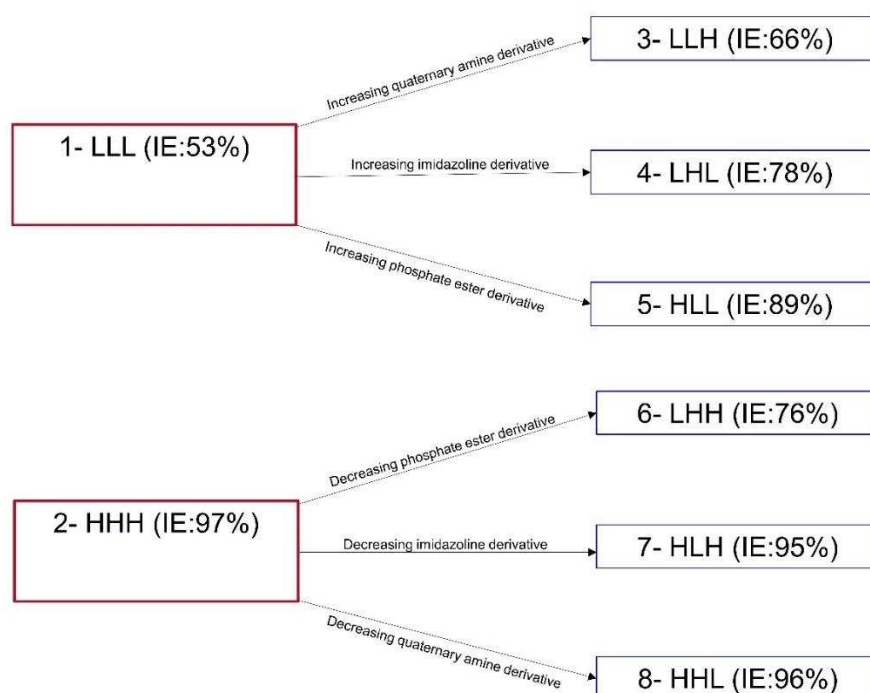 3- LLH (IE:66%)
Increasing quaternary amine derivative
1- LLL (IE:53%)
Increasing imidazoline derivative
4- LHL (IE:78%)
Increasing phosphate ester derivative
5- HLL (IE:89%)
6- LHH (IE:76%)
Decreasing phosphate ester derivative
2- HHH (IE:97%)
Decreasing imidazoline derivative
7- HLH (IE:95%)
Decreasing quaternary amine derivative
8- HHL (IE:96%)